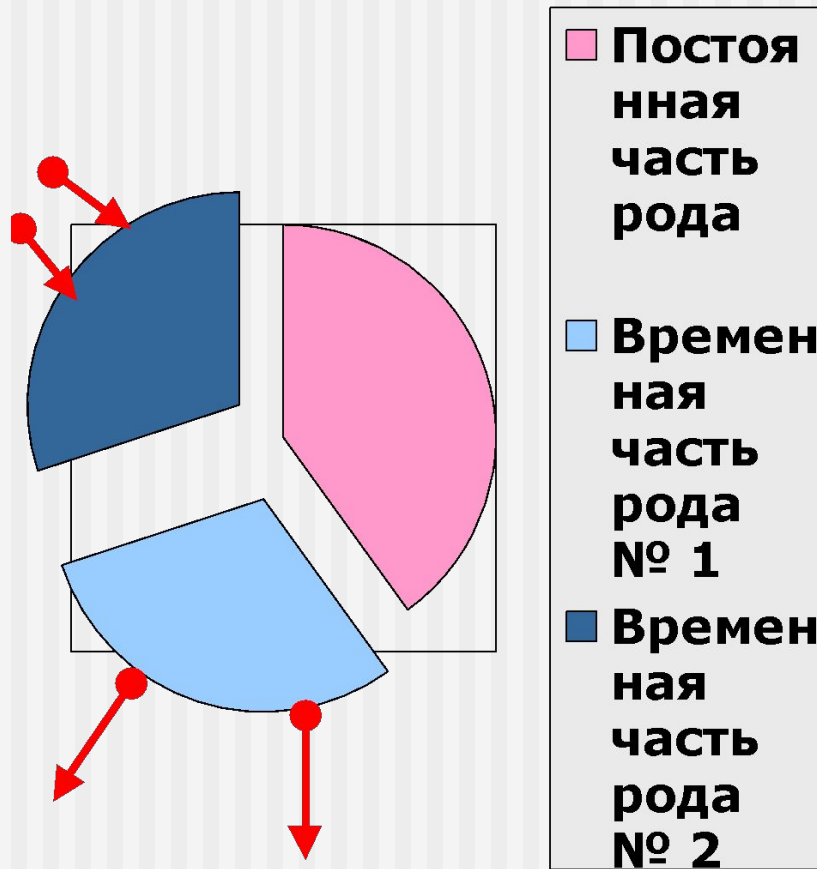 Постоя
нная
часть
рода
Времен
ная
часть
рода
№ 1
Времен
ная
часть
рода
№ 2